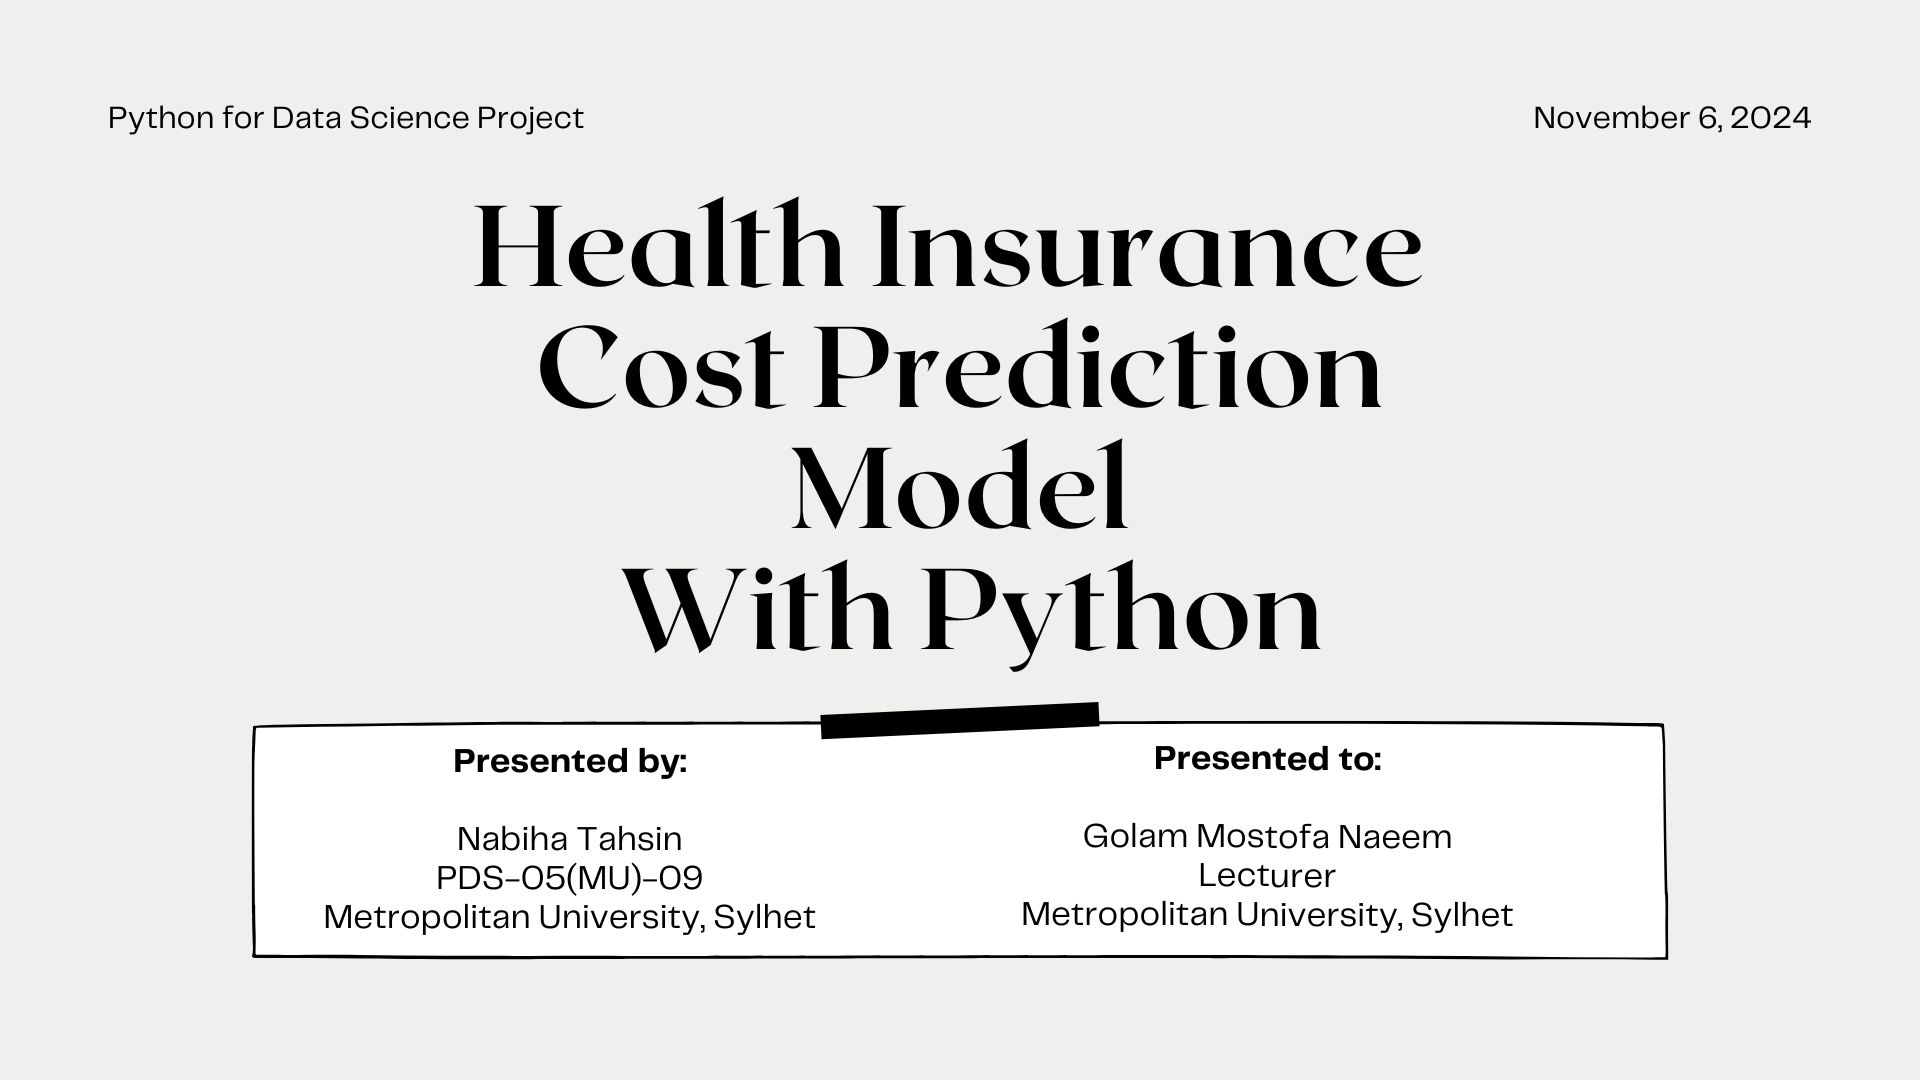 Python for Data Science Project
November 6, 2024
Health Insurance
Cost Prediction
Model
With Python
Presented by:
Nabiha Tahsin
PDS-05(MU)-09
Metropolitan University, Sylhet
Presented to:
Golam Mostofa Naeem
Lecturer
Metropolitan University, Sylhet